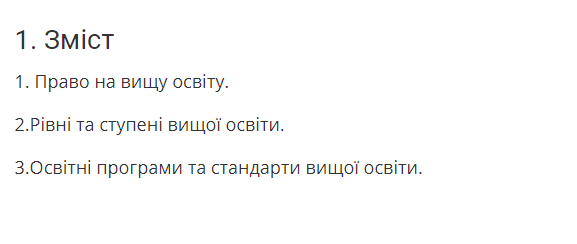 1. Зміст
1. Право на вищу освіту.
2.Рівні та ступені вищої освіти.
3.Освітні програми та стандарти вищої освіти.